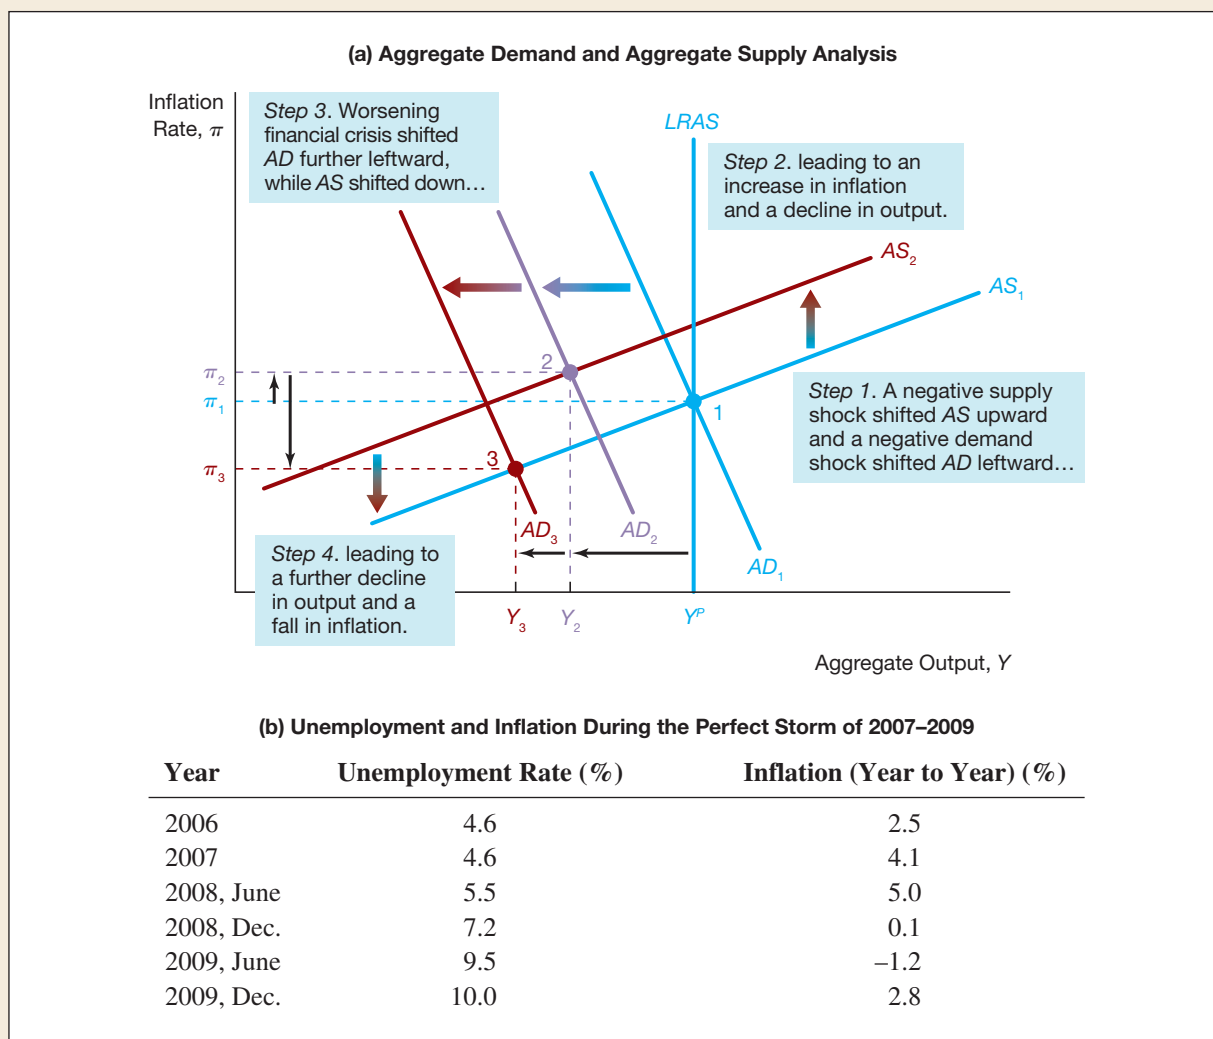 (a) Aggregate Demand and Aggregate Supply Analysis
Inflation
Rate, π
Step 3. Worsening
financial crisis shifted
AD further leftward,
while AS shifted down…
LRAS
Step 2. leading to an
increase in inflation
and a decline in output.
AS₂
AS₁
π₂
π₁
π₃
2
1
3
Step 1. A negative supply
shock shifted AS upward
and a negative demand
shock shifted AD leftward…
AD₃
AD₂
AD₁
Step 4. leading to
a further decline
in output and a
fall in inflation.
Y₃
Y₂
Yᴾ
Aggregate Output, Y
(b) Unemployment and Inflation During the Perfect Storm of 2007–2009
Year Unemployment Rate (%) Inflation (Year to Year) (%)
2006 4.6 2.5
2007 4.6 4.1
2008, June 5.5 5.0
2008, Dec. 7.2 0.1
2009, June 9.5 –1.2
2009, Dec. 10.0 2.8